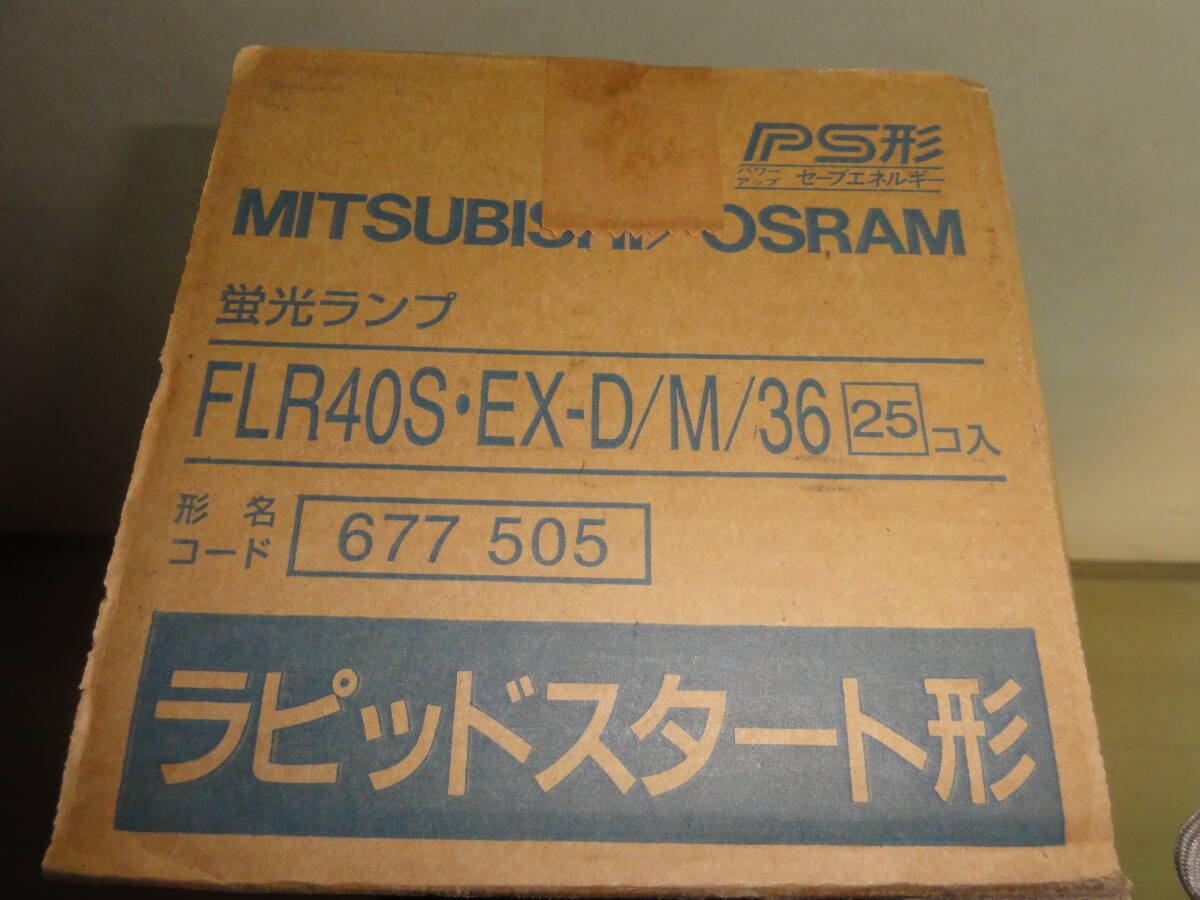 PS形
パワーアップ セーブエネルギー
MITSUBISHI/OSRAM
蛍光ランプ
FLR40S・EX-D/M/36 25コ入
形名コード 677 505
ラピッドスタート形